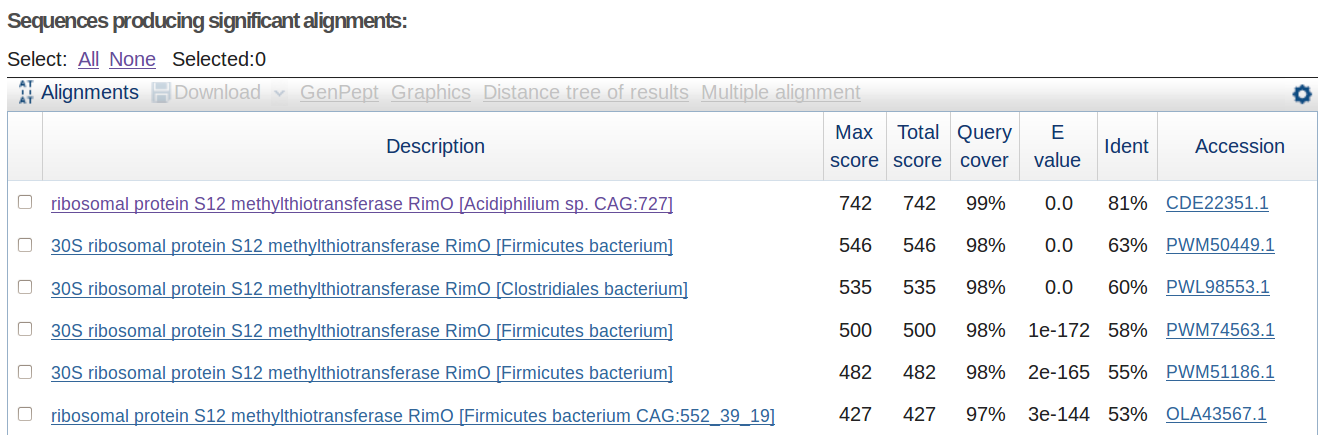 Sequences producing significant alignments:
Select: All None Selected:0
AT AT Alignments Download GenPept Graphics Distance tree of results Multiple alignment
Description Max score Total score Query cover E value Ident Accession
ribosomal protein S12 methylthiotransferase RimO [Acidiphilium sp. CAG:727] 742 742 99% 0.0 81% CDE22351.1
30S ribosomal protein S12 methylthiotransferase RimO [Firmicutes bacterium] 546 546 98% 0.0 63% PWM50449.1
30S ribosomal protein S12 methylthiotransferase RimO [Clostridiales bacterium] 535 535 98% 0.0 60% PWL98553.1
30S ribosomal protein S12 methylthiotransferase RimO [Firmicutes bacterium] 500 500 98% 1e-172 58% PWM74563.1
30S ribosomal protein S12 methylthiotransferase RimO [Firmicutes bacterium] 482 482 98% 2e-165 55% PWM51186.1
ribosomal protein S12 methylthiotransferase RimO [Firmicutes bacterium CAG:552_39_19] 427 427 97% 3e-144 53% OLA43567.1